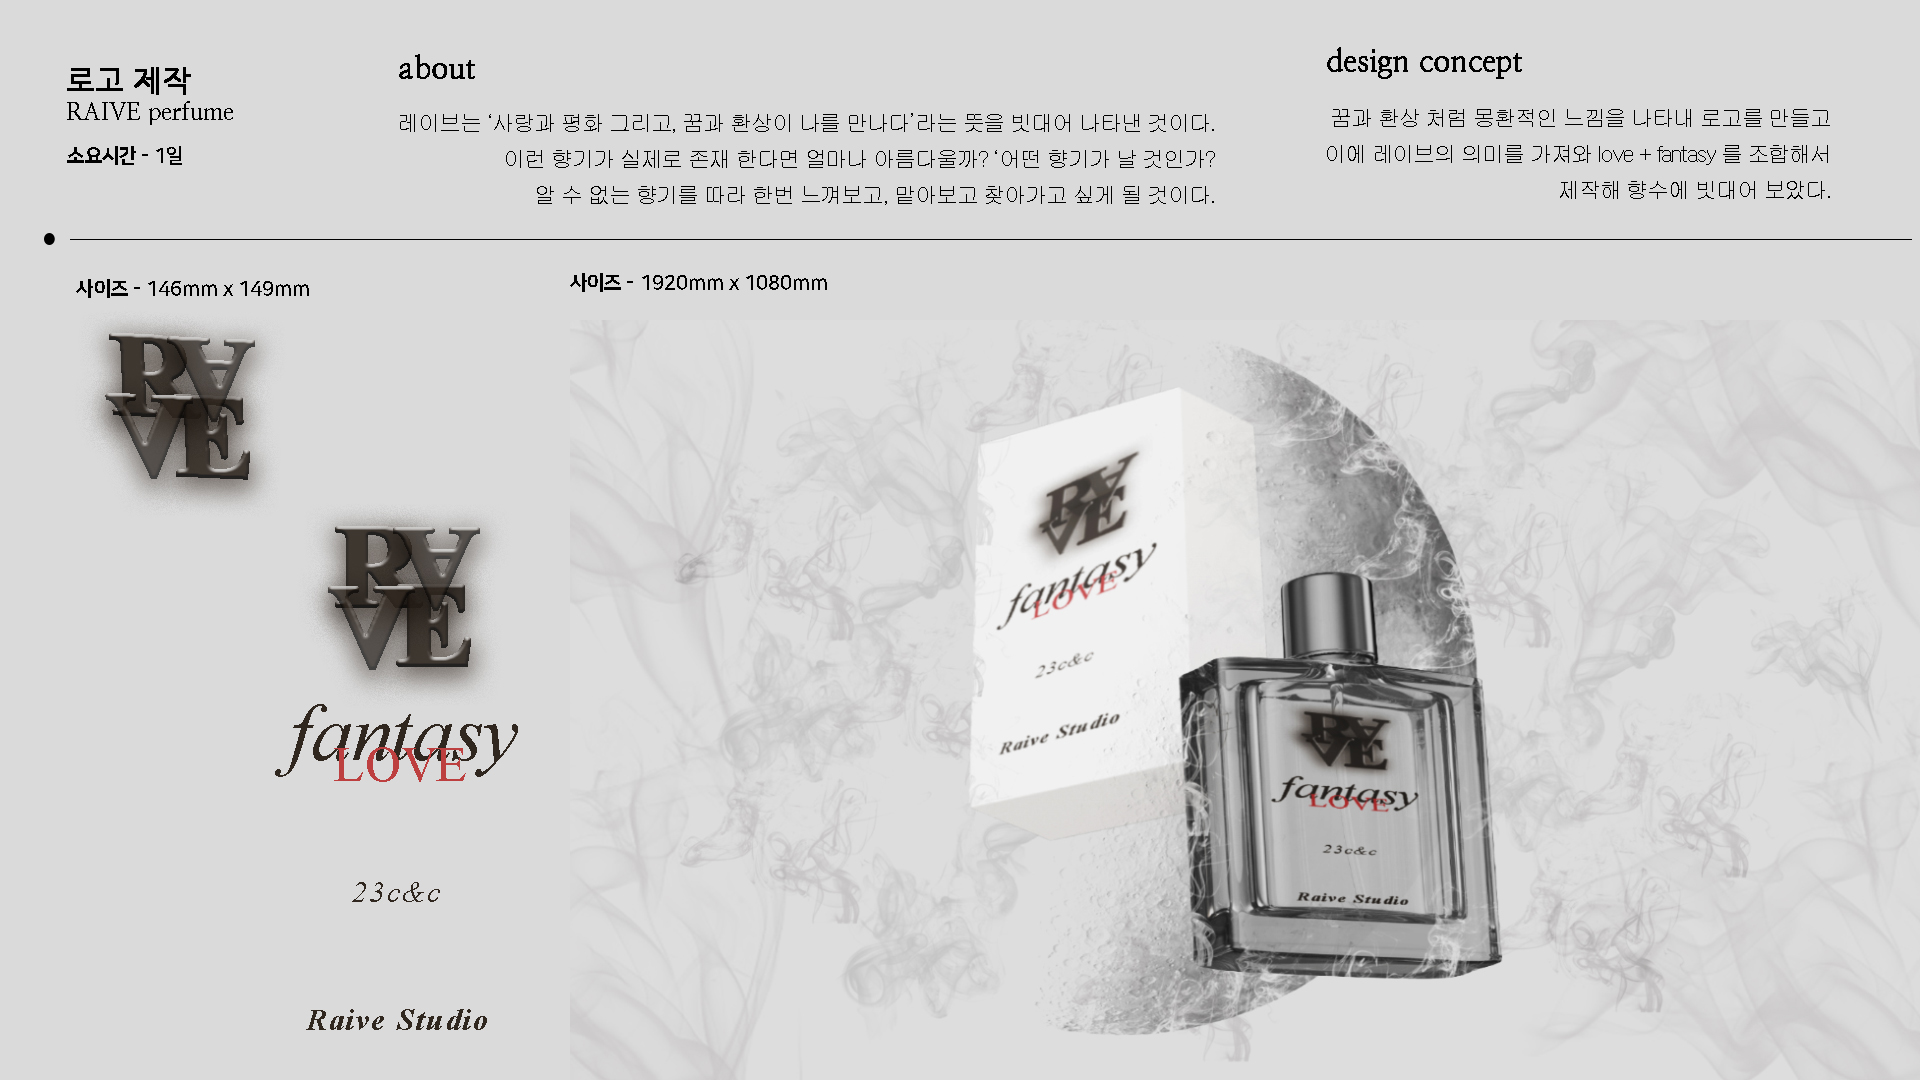 로고 제작
RAIVE perfume
소요시간 - 1일
about
레이브는 ‘사랑과 평화 그리고, 꿈과 환상이 나를 만나다’라는 뜻을 빗대어 나타낸 것이다.
이런 향기가 실제로 존재 한다면 얼마나 아름다울까? ‘어떤 향기가 날 것인가?
알 수 없는 향기를 따라 한번 느껴보고, 맡아보고 찾아가고 싶게 될 것이다.
design concept
꿈과 환상 처럼 몽환적인 느낌을 나타내 로고를 만들고
이에 레이브의 의미를 가져와 love + fantasy 를 조합해서
제작해 향수에 빗대어 보았다.
사이즈 - 146mm x 149mm
RA
VE
RA
VE
fantasy
LOVE
23c&c
Raive Studio
사이즈 - 1920mm x 1080mm
RA
VE
fantasy
LOVE
23c&c
Raive Studio
RA
VE
fantasy
LOVE
23c&c
Raive Studio